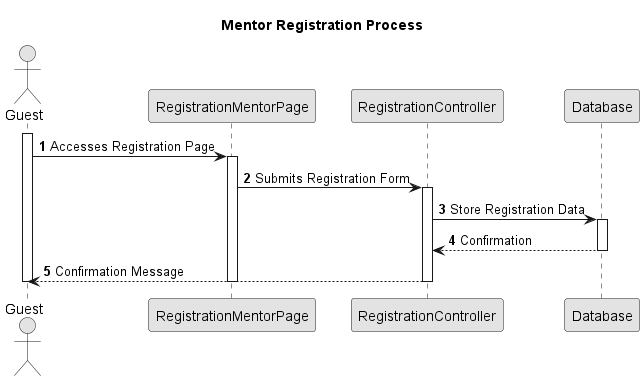 Mentor Registration Process
Guest
RegistrationMentorPage
RegistrationController
Database
1 Accesses Registration Page
2 Submits Registration Form
3 Store Registration Data
4 Confirmation
5 Confirmation Message
Guest
RegistrationMentorPage
RegistrationController
Database